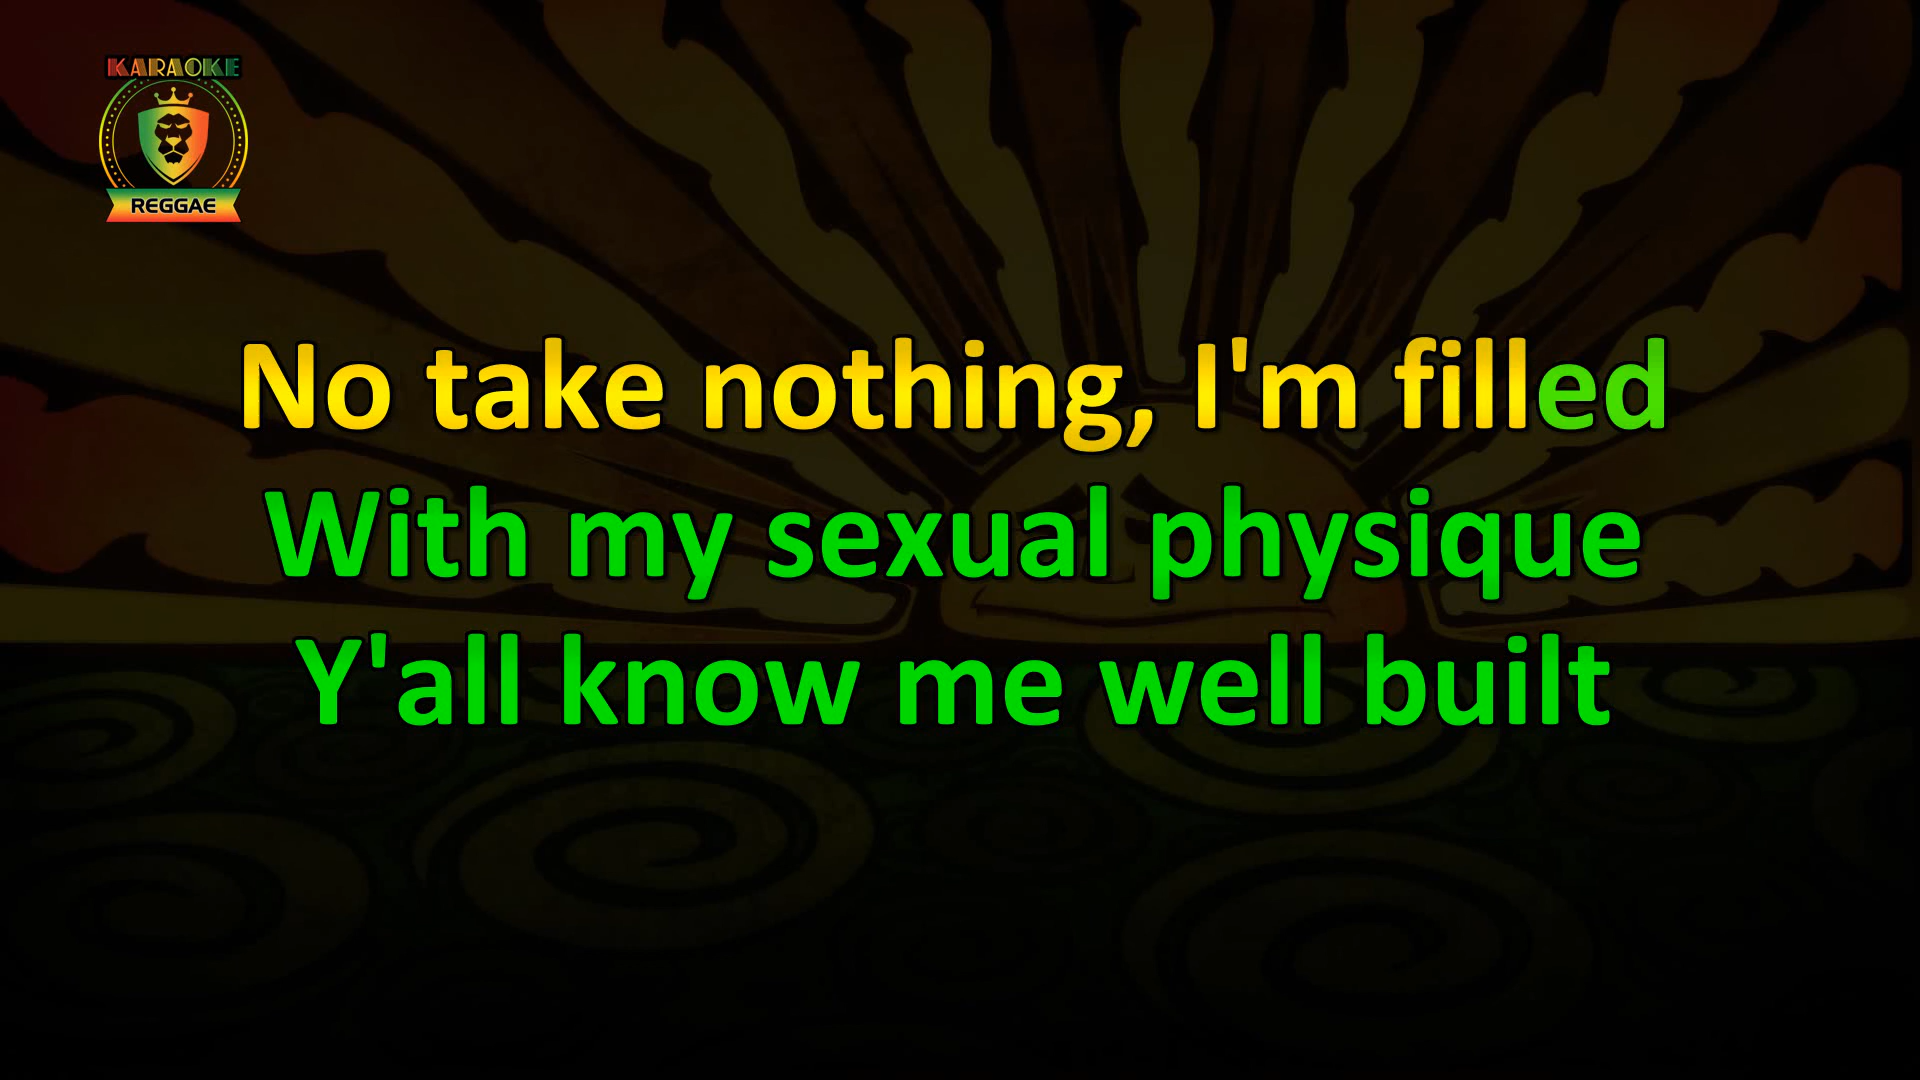 KARAOKE
REGGAE
No take nothing, I'm filled
With my sexual physique
Y'all know me well built